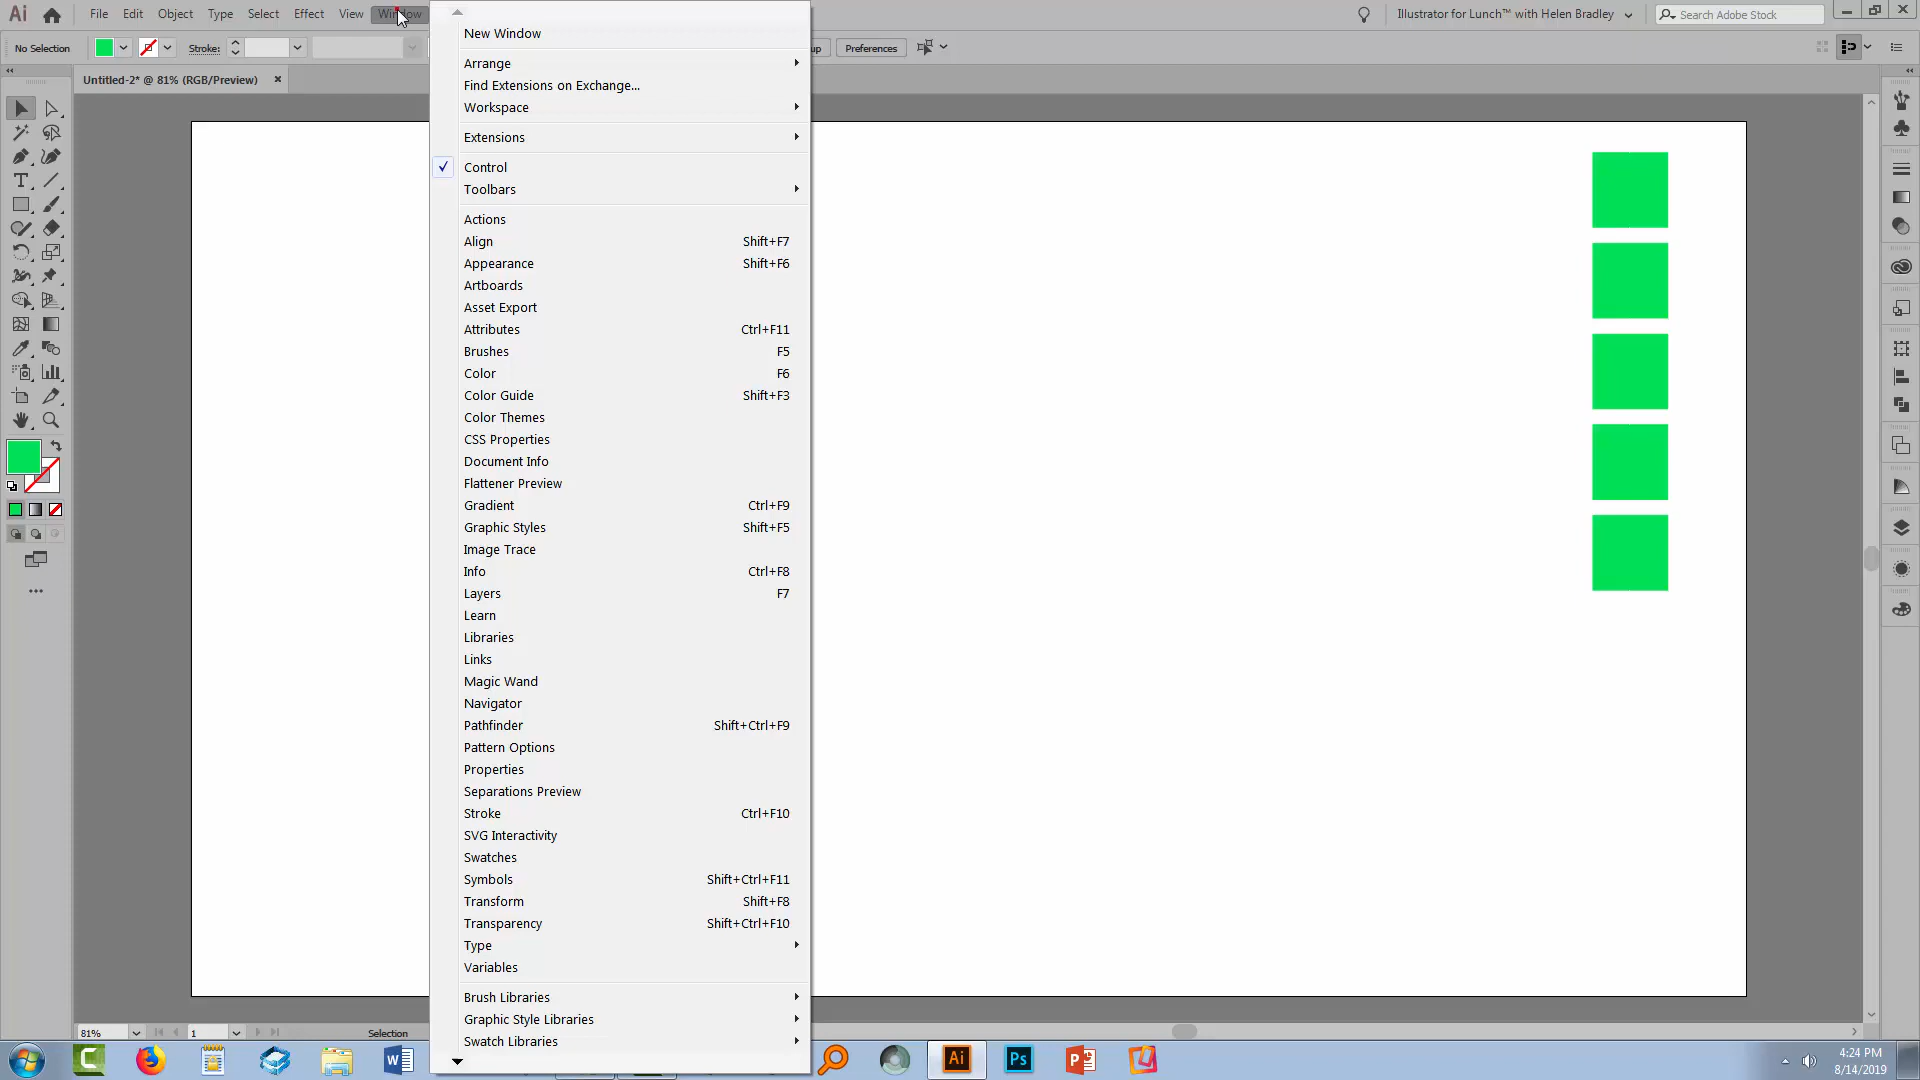 Ai File Edit Object Type Select Effect View Window Illustrator for Lunch™ with Helen Bradley Search Adobe Stock
No Selection Stroke: up Preferences
Untitled-2* @ 81% (RGB/Preview)
New Window
Arrange
Find Extensions on Exchange...
Workspace
Extensions
Control
Toolbars
Actions
Align Shift+F7
Appearance Shift+F6
Artboards
Asset Export
Attributes Ctrl+F11
Brushes F5
Color F6
Color Guide Shift+F3
Color Themes
CSS Properties
Document Info
Flattener Preview
Gradient Ctrl+F9
Graphic Styles Shift+F5
Image Trace
Info Ctrl+F8
Layers F7
Learn
Libraries
Links
Magic Wand
Navigator
Pathfinder Shift+Ctrl+F9
Pattern Options
Properties
Separations Preview
Stroke Ctrl+F10
SVG Interactivity
Swatches
Symbols Shift+Ctrl+F11
Transform Shift+F8
Transparency Shift+Ctrl+F10
Type
Variables
Brush Libraries
Graphic Style Libraries
Swatch Libraries
81% 1 Selection
Ai Ps
4:24 PM
8/14/2019